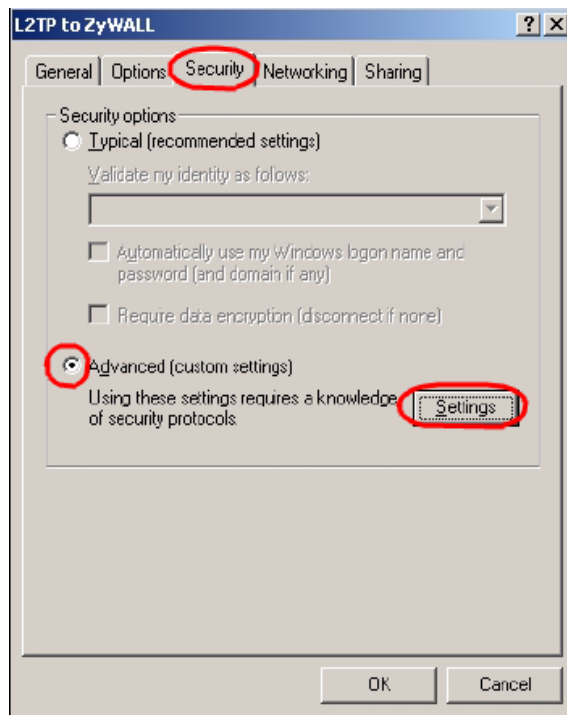 L2TP to ZyWALL
General Options Security Networking Sharing
Security options
Typical (recommended settings)
Validate my identity as follows:
Automatically use my Windows logon name and
password (and domain if any)
Require data encryption (disconnect if none)
Advanced (custom settings)
Using these settings requires a knowledge
of security protocols.
Settings
OK Cancel